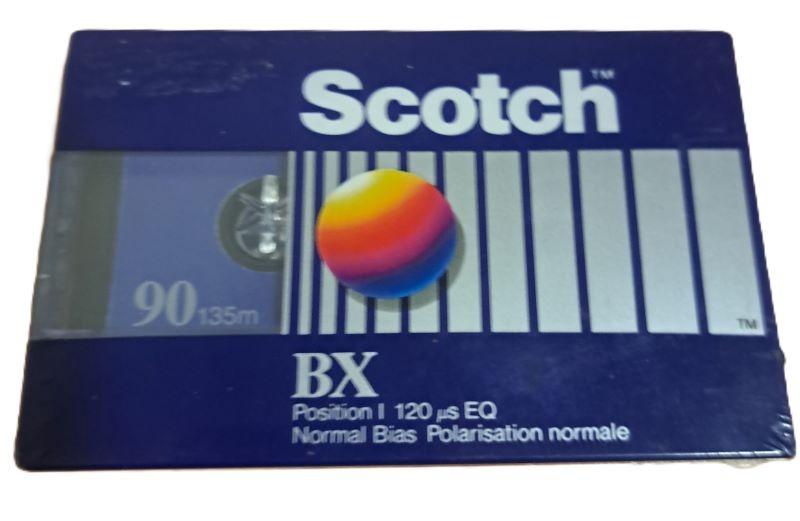 Scotch™
90 135m
™
BX
Position I 120 µs EQ
Normal Bias Polarisation normale